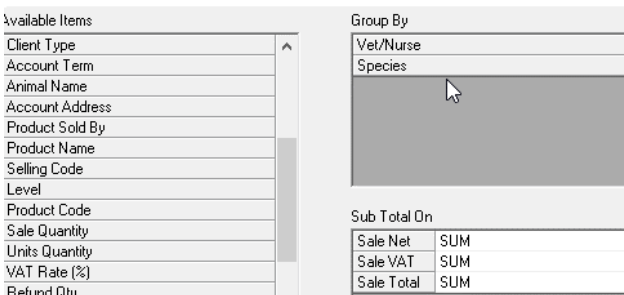 Available Items
Client Type
Account Term
Animal Name
Account Address
Product Sold By
Product Name
Selling Code
Level
Product Code
Sale Quantity
Units Quantity
VAT Rate (%)
Refund Qty
Group By
Vet/Nurse
Species
Sub Total On
Sale Net SUM
Sale VAT SUM
Sale Total SUM